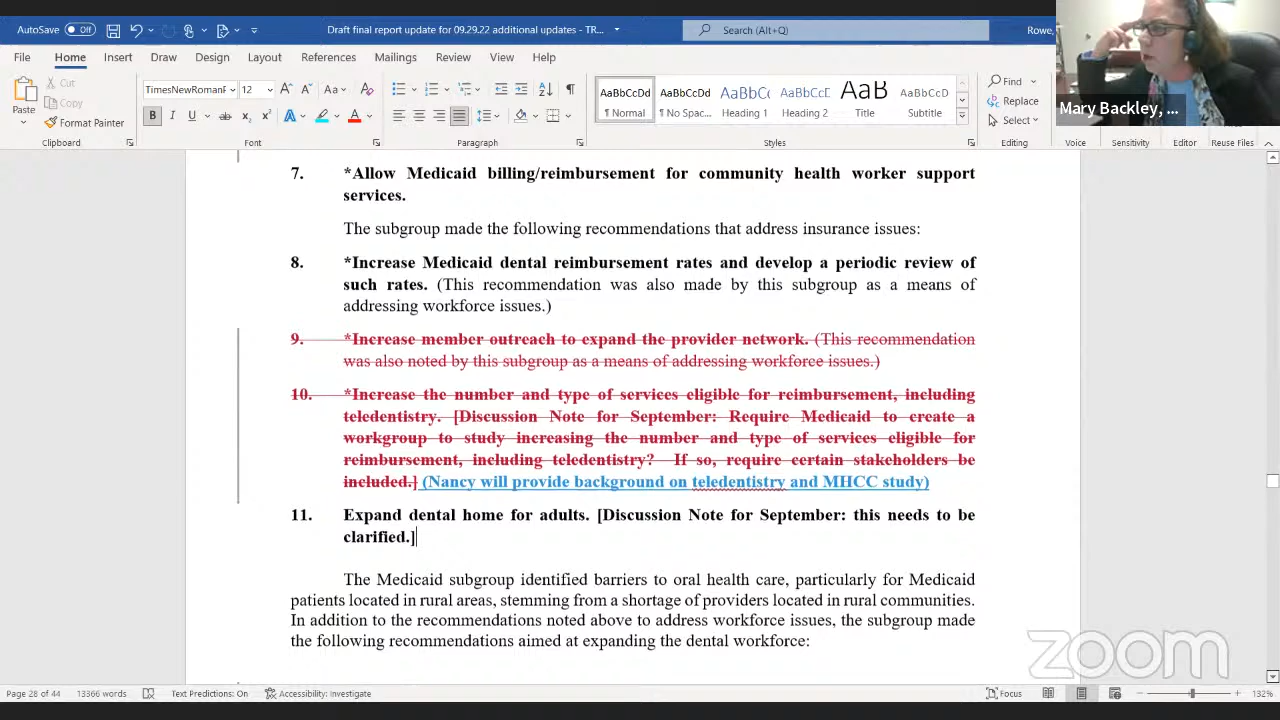 AutoSave Off Draft final report update for 09.29.22 additional updates - TR... Search (Alt+Q) Rowe,
File Home Insert Draw Design Layout References Mailings Review View Help
Mary Backley, ...
Paste Cut Copy Format Painter
TimesNewRomanF 12
AaBbCcDd AaBbCcDd AaBbC( AaBbCcE AaB AaBbCcD
¶ Normal ¶ No Spac... Heading 1 Heading 2 Title Subtitle
Find Replace Select
Clipboard Font Paragraph Styles Editing Voice Sensitivity Editor Reuse Files
7. *Allow Medicaid billing/reimbursement for community health worker support
services.
The subgroup made the following recommendations that address insurance issues:
8. *Increase Medicaid dental reimbursement rates and develop a periodic review of
such rates. (This recommendation was also made by this subgroup as a means of
addressing workforce issues.)
9. *Increase member outreach to expand the provider network. (This recommendation
was also noted by this subgroup as a means of addressing workforce issues.)
10. *Increase the number and type of services eligible for reimbursement, including
teledentistry. [Discussion Note for September: Require Medicaid to create a
workgroup to study increasing the number and type of services eligible for
reimbursement, including teledentistry? If so, require certain stakeholders be
included.] (Nancy will provide background on teledentistry and MHCC study)
11. Expand dental home for adults. [Discussion Note for September: this needs to be
clarified.]
The Medicaid subgroup identified barriers to oral health care, particularly for Medicaid
patients located in rural areas, stemming from a shortage of providers located in rural communities.
In addition to the recommendations noted above to address workforce issues, the subgroup made
the following recommendations aimed at expanding the dental workforce:
zoom
Page 28 of 44 13366 words Text Predictions: On Accessibility: Investigate Focus 132%